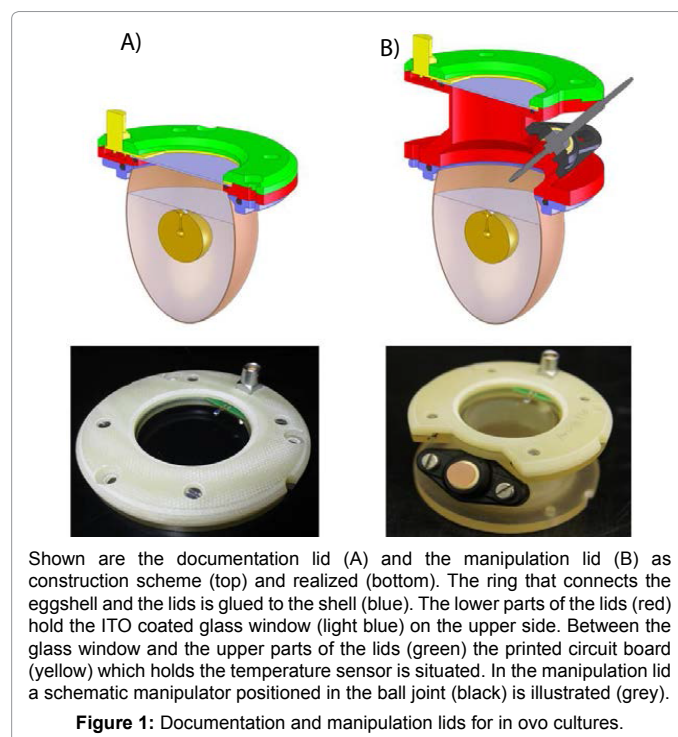 A)
B)
Shown are the documentation lid (A) and the manipulation lid (B) as
construction scheme (top) and realized (bottom). The ring that connects the
eggshell and the lids is glued to the shell (blue). The lower parts of the lids (red)
hold the ITO coated glass window (light blue) on the upper side. Between the
glass window and the upper parts of the lids (green) the printed circuit board
(yellow) which holds the temperature sensor is situated. In the manipulation lid
a schematic manipulator positioned in the ball joint (black) is illustrated (grey).
Figure 1: Documentation and manipulation lids for in ovo cultures.